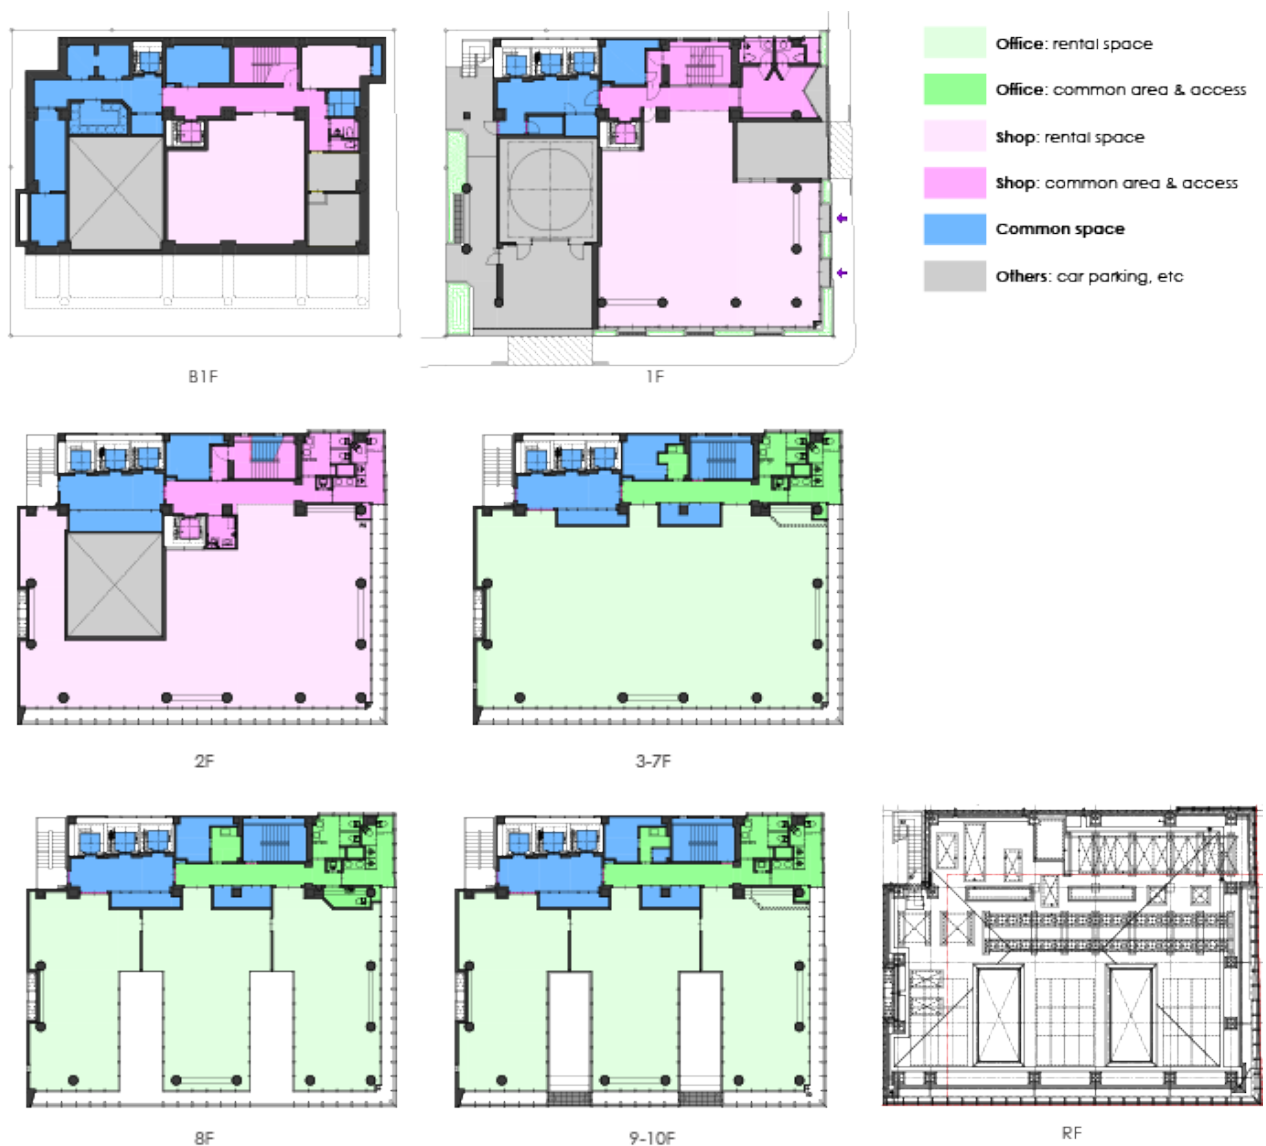 Office: rental space
Office: common area & access
Shop: rental space
Shop: common area & access
Common space
Others: car parking, etc
B1F
1F
2F
3-7F
8F
9-10F
RF